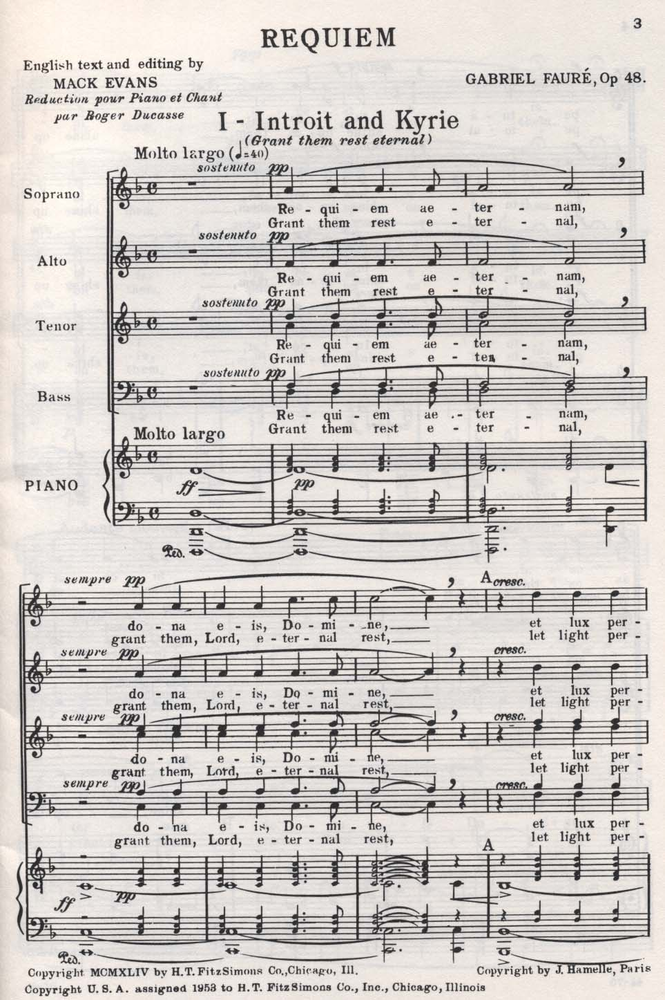 3
REQUIEM
English text and editing by
MACK EVANS
Reduction pour Piano et Chant
par Roger Ducasse
GABRIEL FAURÉ, Op 48.
I - Introit and Kyrie
(Grant them rest eternal)
Molto largo (♩=40)
sostenuto pp
Soprano
Re - qui - em ae - ter - nam,
Grant them rest e - ter - nal,
sostenuto pp
Alto
Re - qui - em ae - ter - nam,
Grant them rest e - ter - nal,
sostenuto pp
Tenor
Re - qui - em ae - ter - nam,
Grant them rest e - ter - nal,
sostenuto pp
Bass
Re - qui - em ae - ter - nam,
Grant them rest e - ter - nal,
Molto largo
PIANO
ff pp
Ped.
sempre pp A cresc.
do - na e - is, Do - mi - ne, et lux per -
grant them, Lord, e - ter - nal rest, let light per -
sempre pp cresc.
do - na e - is, Do - mi - ne, et lux per -
grant them, Lord, e - ter - nal rest, let light per -
sempre pp cresc.
do - na e - is, Do - mi - ne, et lux per -
grant them, Lord, e - ter - nal rest, let light per -
sempre pp cresc.
do - na e - is, Do - mi - ne, et lux per -
grant them, Lord, e - ter - nal rest, let light per -
A
ff pp
Ped.
Copyright MCMXLIV by H. T. FitzSimons Co., Chicago, Ill.
Copyright by J. Hamelle, Paris
Copyright U. S. A. assigned 1953 to H. T. FitzSimons Co., Inc., Chicago, Illinois